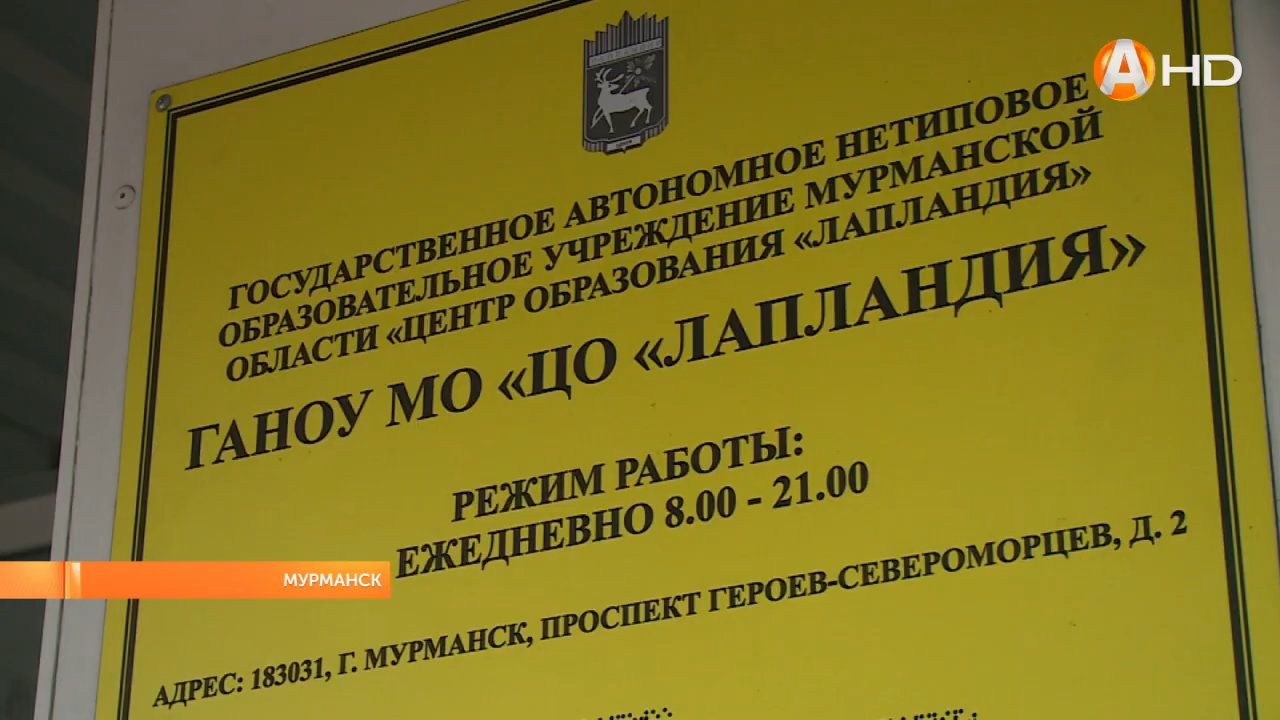 А HD
ГОСУДАРСТВЕННОЕ АВТОНОМНОЕ НЕТИПОВОЕ
ОБРАЗОВАТЕЛЬНОЕ УЧРЕЖДЕНИЕ МУРМАНСКОЙ
ОБЛАСТИ «ЦЕНТР ОБРАЗОВАНИЯ «ЛАПЛАНДИЯ»
ГАНОУ МО «ЦО «ЛАПЛАНДИЯ»
РЕЖИМ РАБОТЫ:
ЕЖЕДНЕВНО 8.00 - 21.00
МУРМАНСК
АДРЕС: 183031, Г. МУРМАНСК, ПРОСПЕКТ ГЕРОЕВ-СЕВЕРОМОРЦЕВ, Д. 2